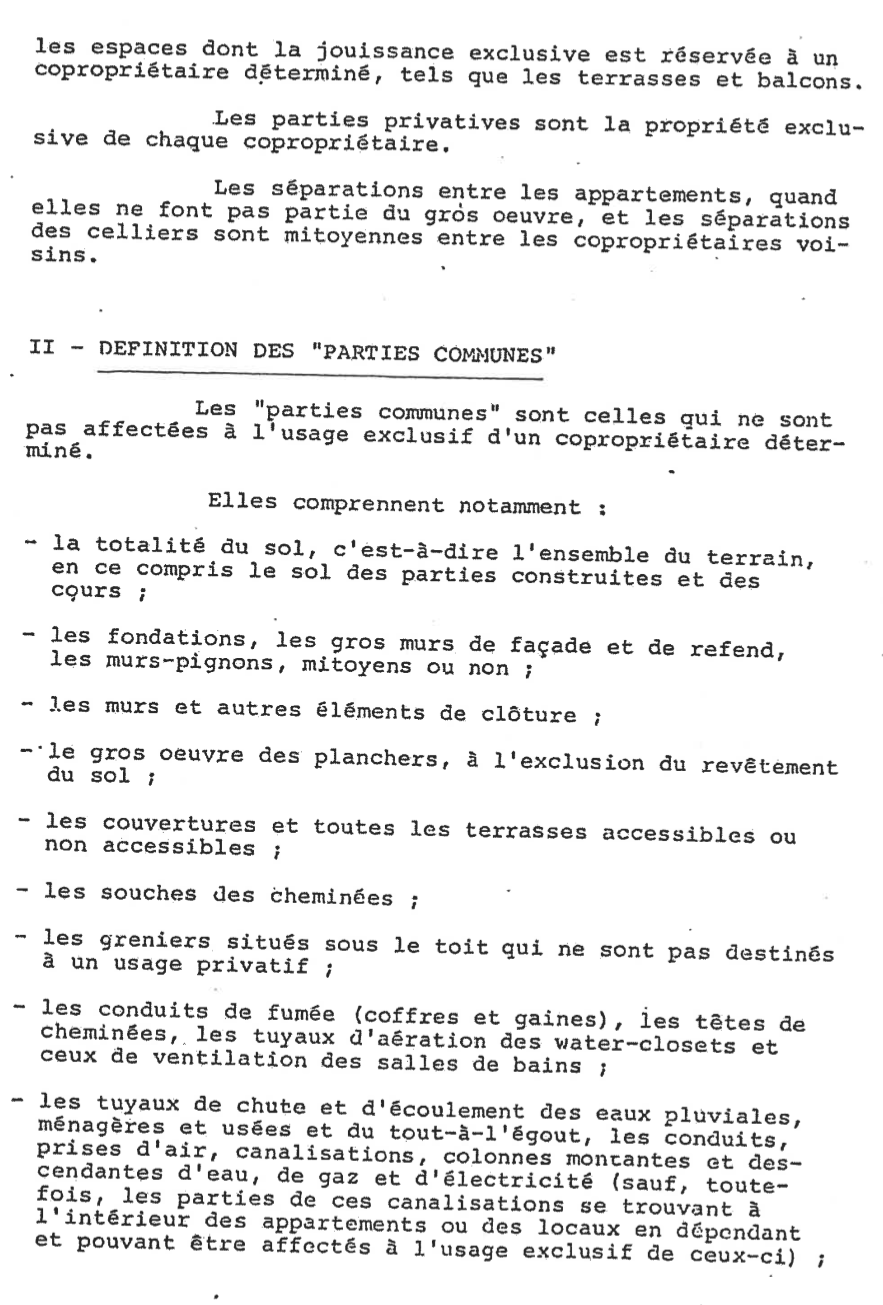 les espaces dont la jouissance exclusive est réservée à un
copropriétaire déterminé, tels que les terrasses et balcons.
Les parties privatives sont la propriété exclu-
sive de chaque copropriétaire.
Les séparations entre les appartements, quand
elles ne font pas partie du gros oeuvre, et les séparations
des celliers sont mitoyennes entre les copropriétaires voi-
sins.
II - DEFINITION DES "PARTIES COMMUNES"
Les "parties communes" sont celles qui ne sont
pas affectées à l'usage exclusif d'un copropriétaire déter-
miné.
Elles comprennent notamment :
- la totalité du sol, c'est-à-dire l'ensemble du terrain,
en ce compris le sol des parties construites et des
cours ;
- les fondations, les gros murs de façade et de refend,
les murs-pignons, mitoyens ou non ;
- les murs et autres éléments de clôture ;
- le gros oeuvre des planchers, à l'exclusion du revêtement
du sol ;
- les couvertures et toutes les terrasses accessibles ou
non accessibles ;
- les souches des cheminées ;
- les greniers situés sous le toit qui ne sont pas destinés
à un usage privatif ;
- les conduits de fumée (coffres et gaines), les têtes de
cheminées, les tuyaux d'aération des water-closets et
ceux de ventilation des salles de bains ;
- les tuyaux de chute et d'écoulement des eaux pluviales,
ménagères et usées et du tout-à-l'égout, les conduits,
prises d'air, canalisations, colonnes montantes et des-
cendantes d'eau, de gaz et d'électricité (sauf, toute-
fois, les parties de ces canalisations se trouvant à
l'intérieur des appartements ou des locaux en dépendant
et pouvant être affectés à l'usage exclusif de ceux-ci) ;